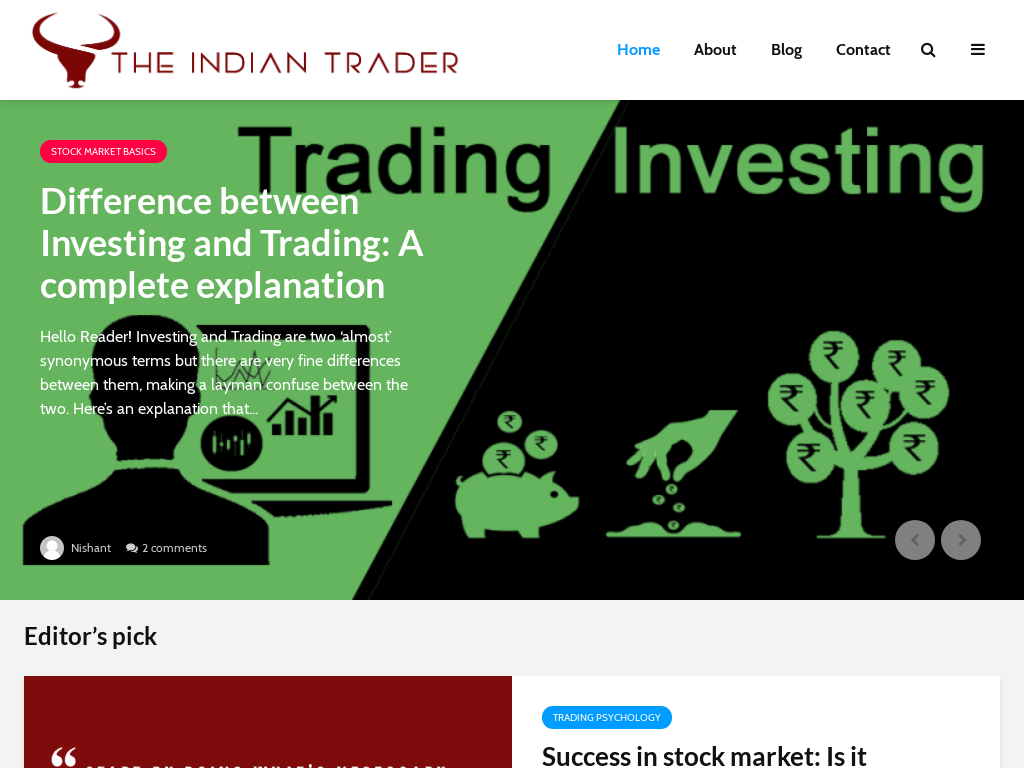 THE INDIAN TRADER
Home About Blog Contact
Trading Investing
STOCK MARKET BASICS
Difference between
Investing and Trading: A
complete explanation
Hello Reader! Investing and Trading are two ‘almost’
synonymous terms but there are very fine differences
between them, making a layman confuse between the
two. Here’s an explanation that...
₹ ₹ ₹
₹ ₹ ₹
₹ ₹ ₹ ₹ ₹ ₹
Nishant 2 comments
Editor’s pick
TRADING PSYCHOLOGY
Success in stock market: Is it